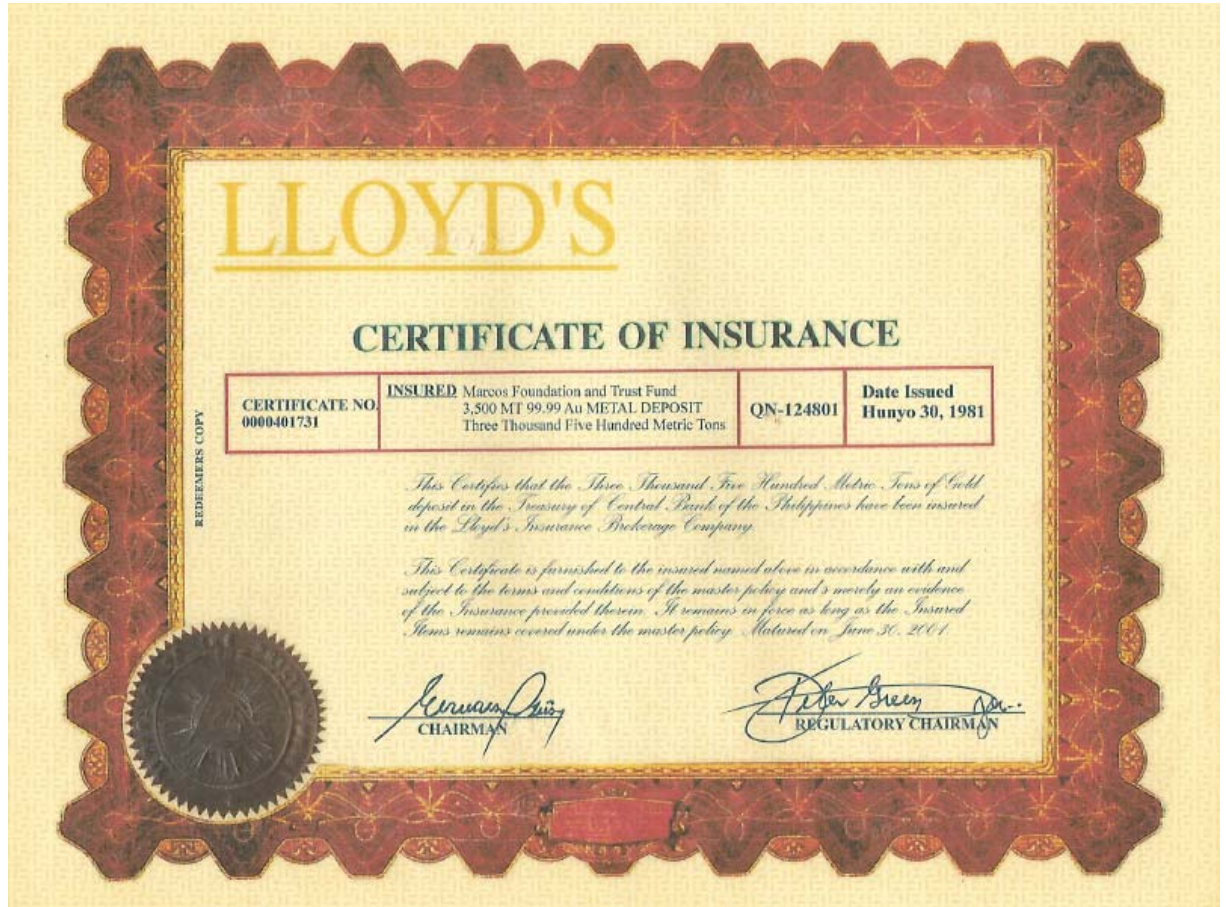 LLOYD'S
CERTIFICATE OF INSURANCE
CERTIFICATE NO.
0000401731
INSURED Marcos Foundation and Trust Fund
3,500 MT 99.99 Au METAL DEPOSIT
Three Thousand Five Hundred Metric Tons
QN-124801
Date Issued
Hunyo 30, 1981
REDEEMERS COPY
This Certifies that the Three Thousand Five Hundred Metric Tons of Gold
deposit in the Treasury of Central Bank of the Philippines have been insured
in the Lloyd's Insurance Brokerage Company.
This Certificate is furnished to the insured named above in accordance with and
subject to the terms and conditions of the master policy and s merely an evidence
of the Insurance provided therein. It remains in force as long as the Insured
Items remains covered under the master policy. Matured on June 30, 2001
Peter Green
CHAIRMAN
REGULATORY CHAIRMAN